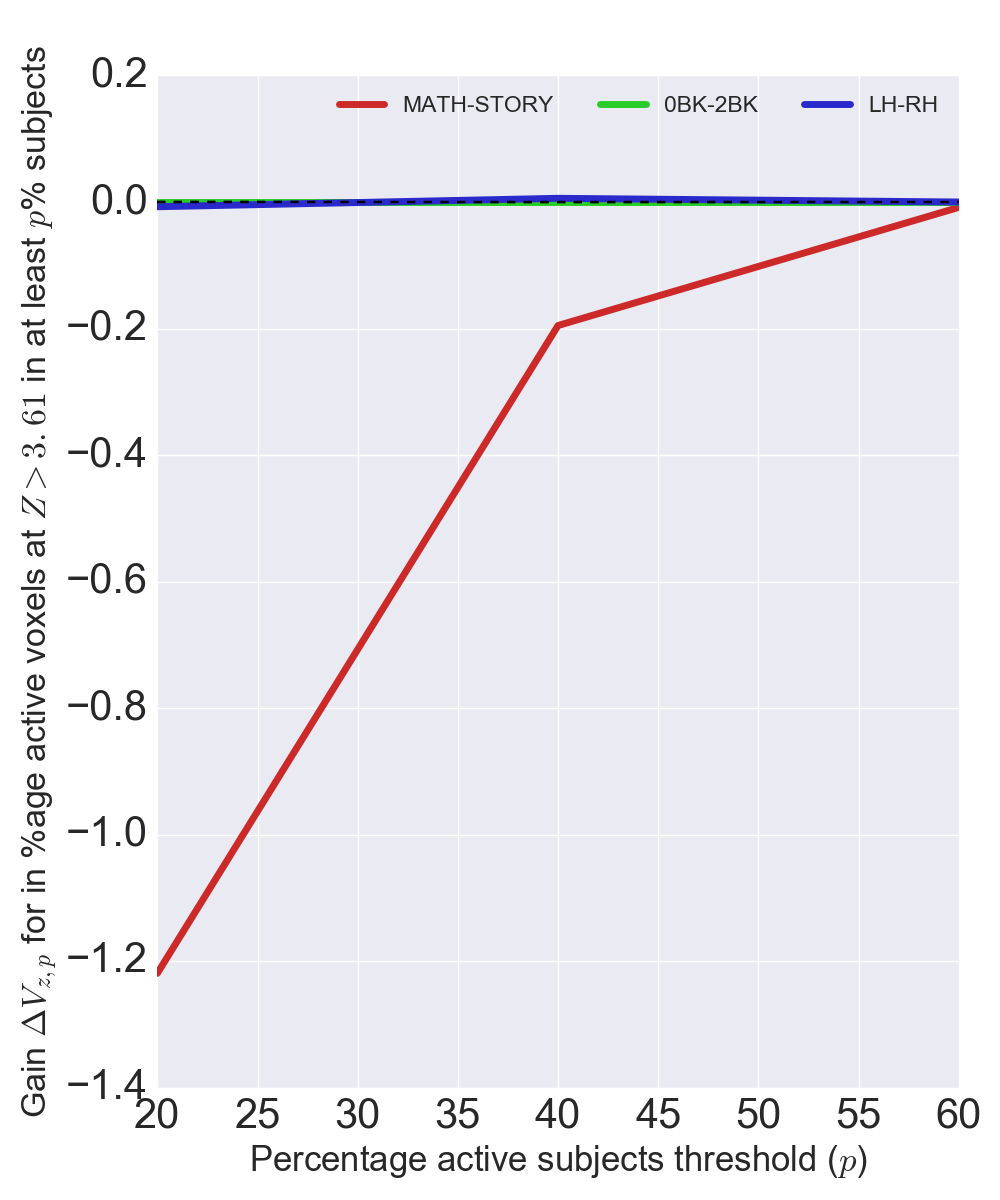 Gain ΔV_{z,p} for in %age active voxels at Z > 3.61 in at least p% subjects
0.2
0.0
−0.2
−0.4
−0.6
−0.8
−1.0
−1.2
−1.4
MATH-STORY 0BK-2BK LH-RH
20 25 30 35 40 45 50 55 60
Percentage active subjects threshold (p)